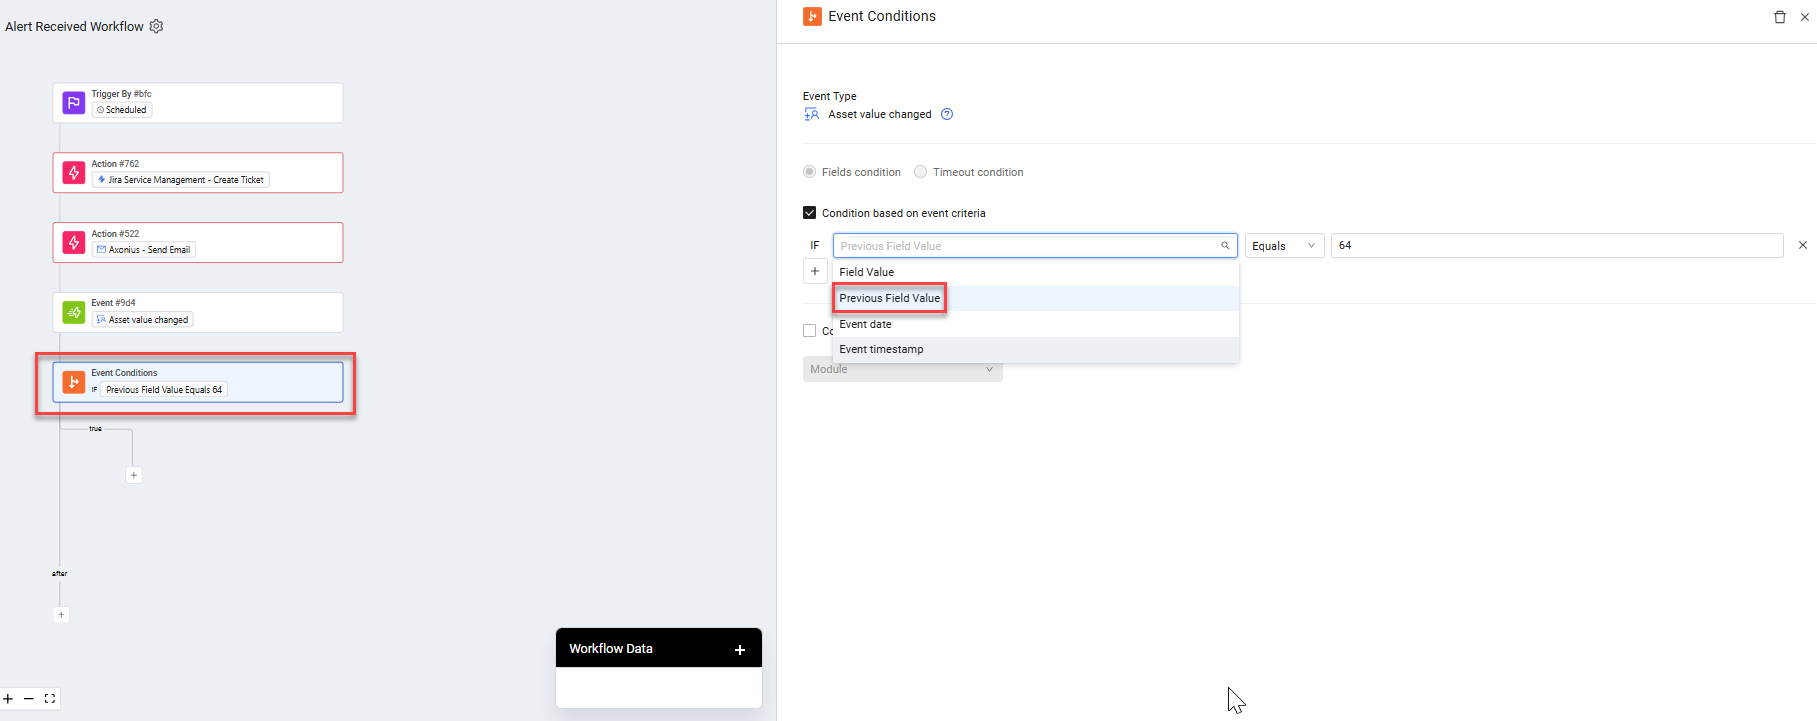 Alert Received Workflow
Trigger By #bfc
Scheduled
Action #762
Jira Service Management - Create Ticket
Action #522
Axonius - Send Email
Event #9d4
Asset value changed
Event Conditions
IF Previous Field Value Equals 64
true
after
Workflow Data
Event Conditions
Event Type
Asset value changed
Fields condition Timeout condition
Condition based on event criteria
IF Previous Field Value Equals 64
Field Value
Previous Field Value
Event date
Event timestamp
Module